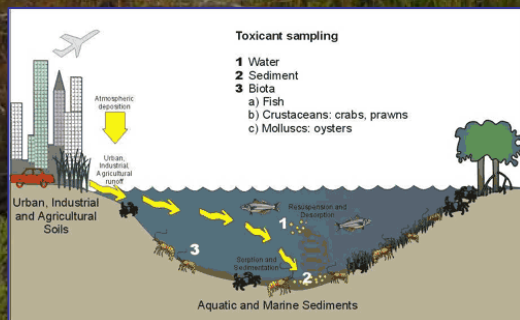 Toxicant sampling
1 Water
2 Sediment
3 Biota
a) Fish
b) Crustaceans: crabs, prawns
c) Molluscs: oysters
Atmospheric
deposition
Urban,
Industrial,
Agricultural
runoff
Urban, Industrial
and Agricultural
Soils
1
Resuspension and
Desorption
3
Sorption and
Sedimentation
2
Aquatic and Marine Sediments